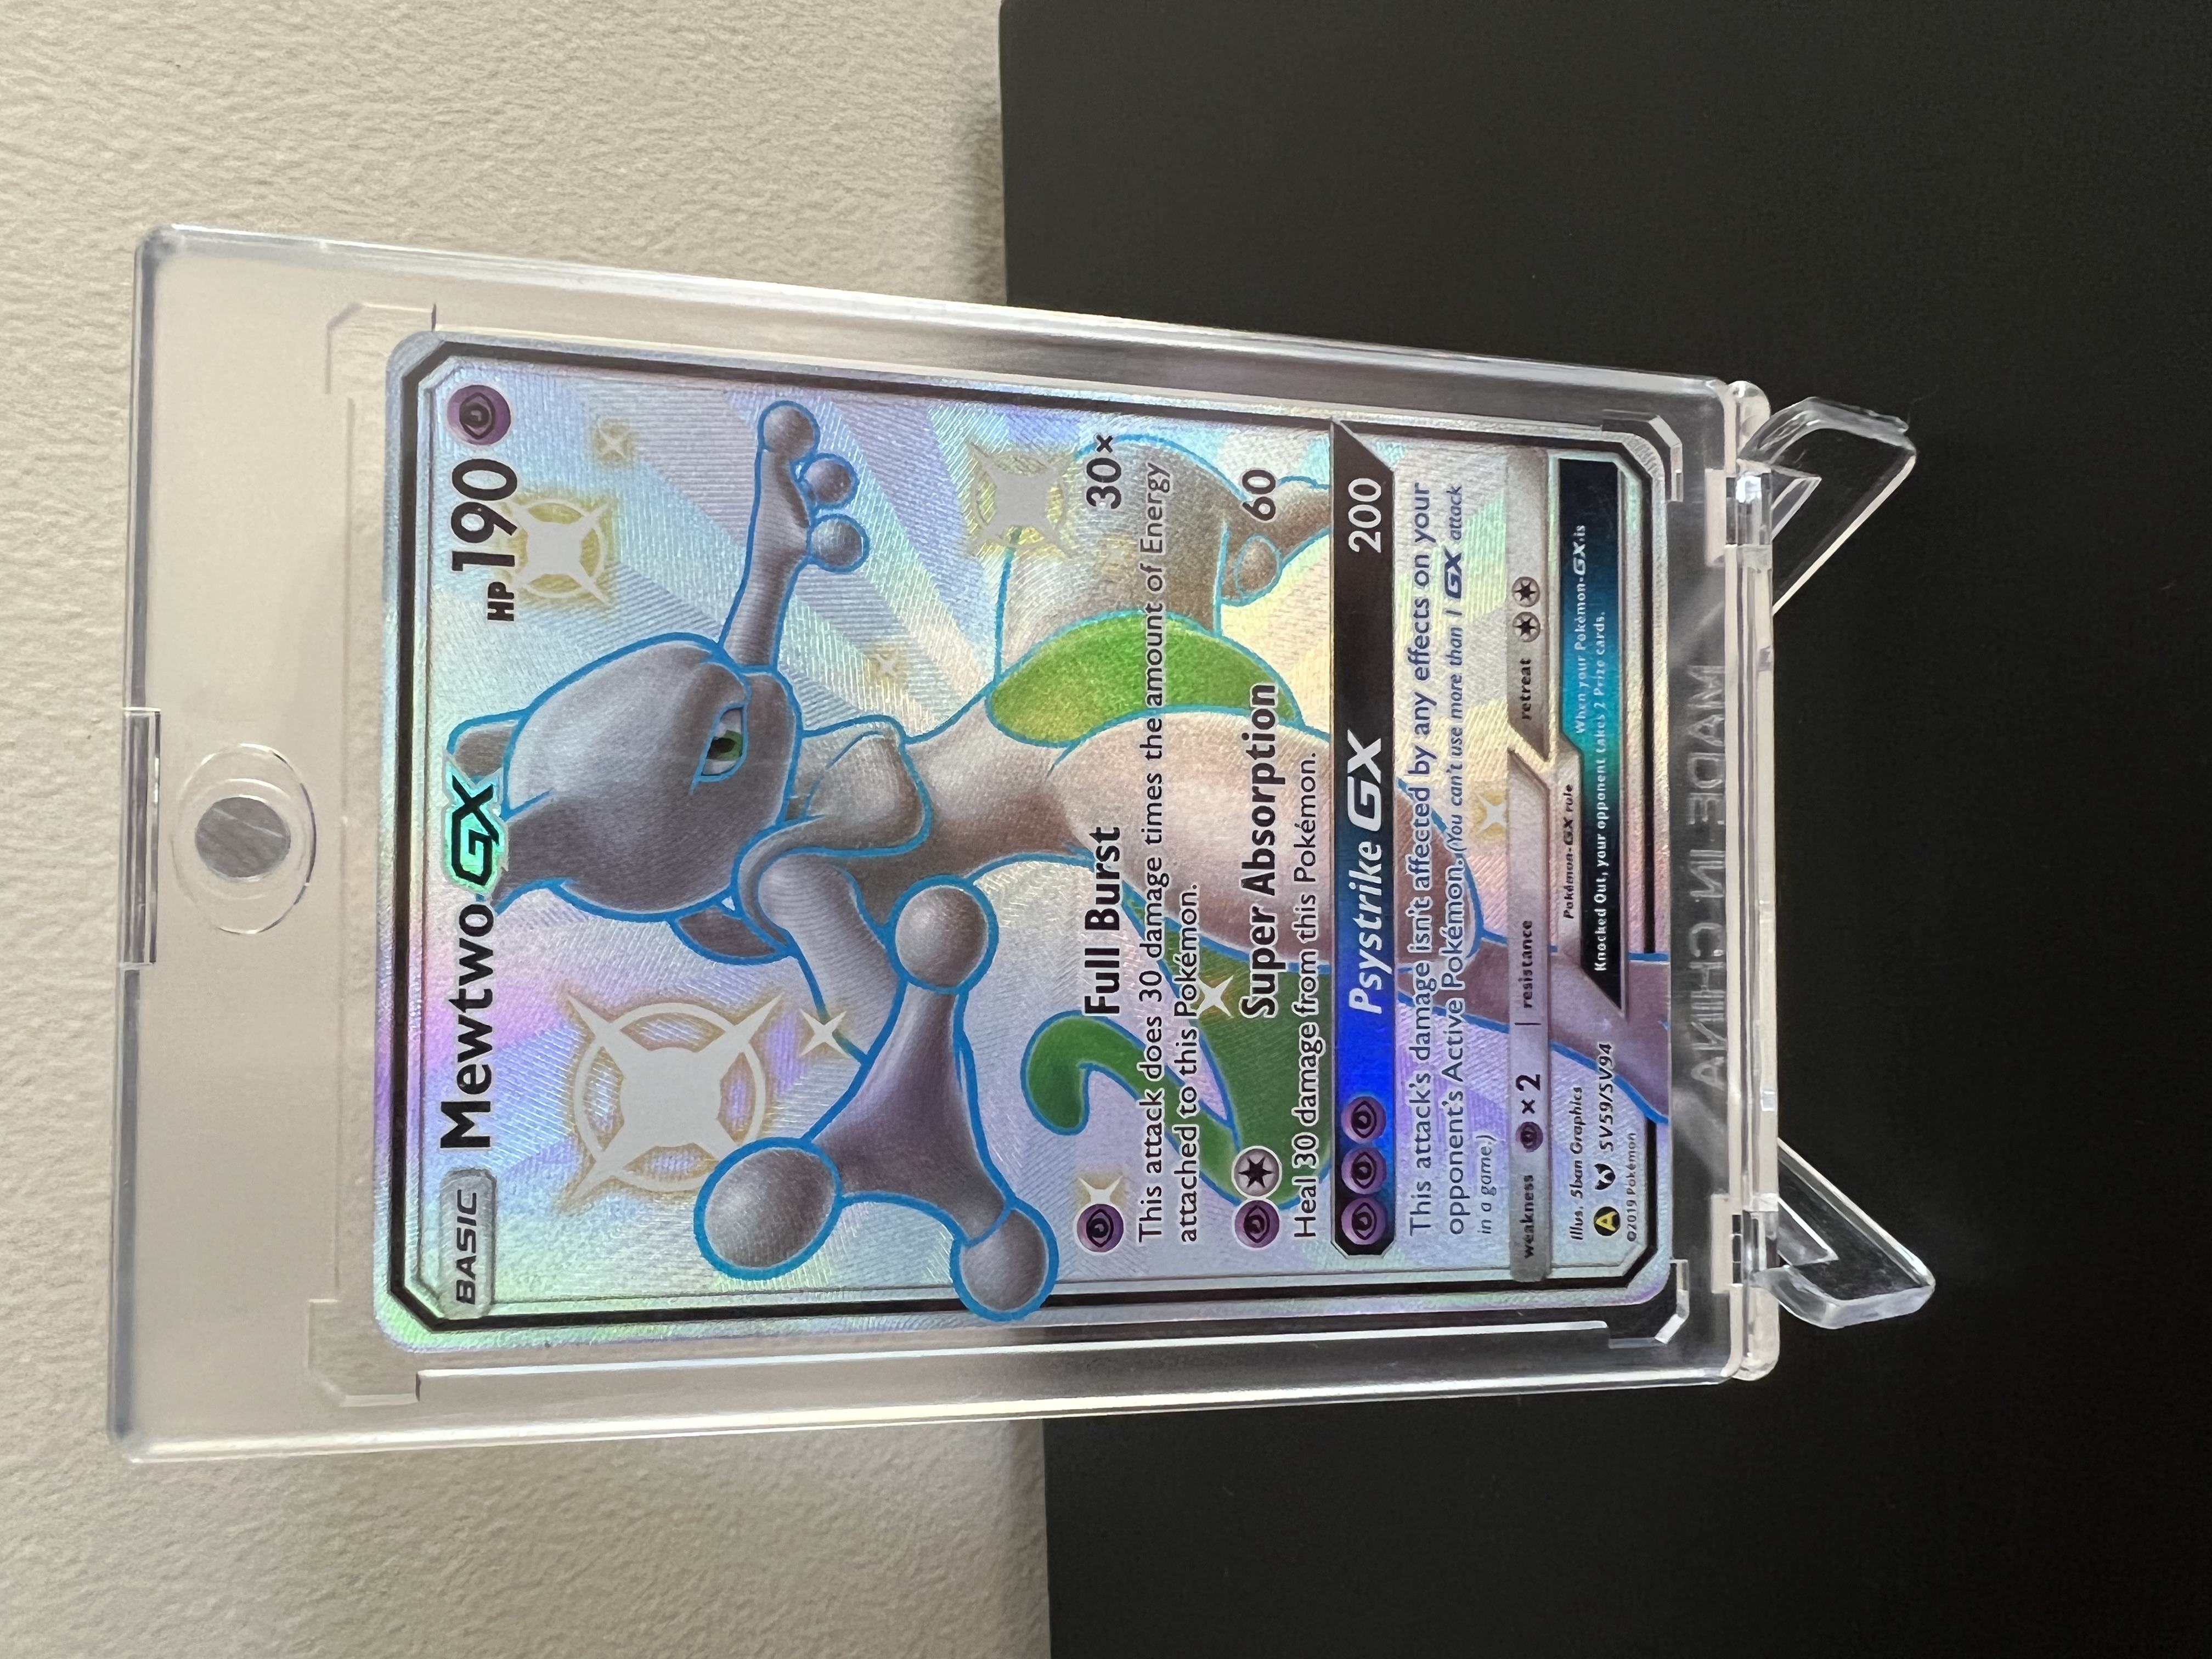 BASIC Mewtwo GX HP 190
Full Burst 30×
This attack does 30 damage times the amount of Energy
attached to this Pokémon.
Super Absorption 60
Heal 30 damage from this Pokémon.
Psystrike GX 200
This attack's damage isn't affected by any effects on your
opponent's Active Pokémon. (You can't use more than 1 GX attack
in a game.)
weakness × 2 resistance retreat
Illus. 5ban Graphics
Pokémon-GX rule
When your Pokémon-GX is
Knocked Out, your opponent takes 2 Prize cards.
A SV59/SV94
©2019 Pokémon
MADE IN CHINA